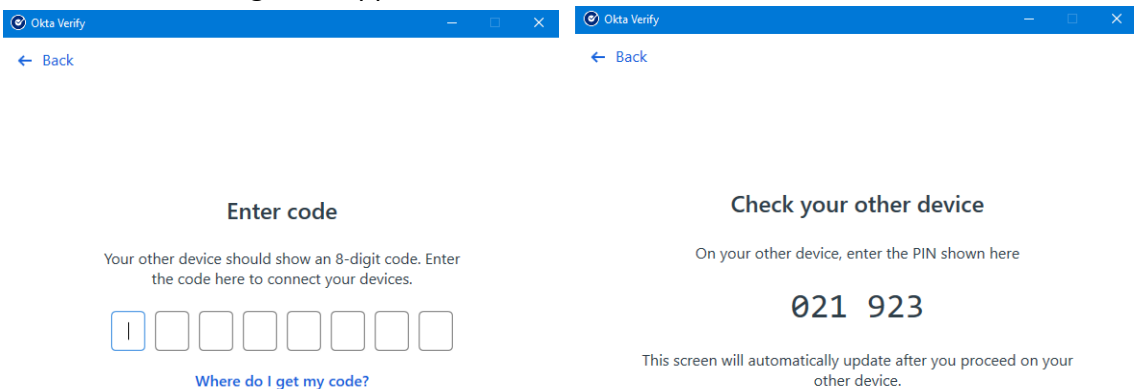 Okta Verify
← Back
Enter code
Your other device should show an 8-digit code. Enter
the code here to connect your devices.
Where do I get my code?
Okta Verify
← Back
Check your other device
On your other device, enter the PIN shown here
021 923
This screen will automatically update after you proceed on your
other device.